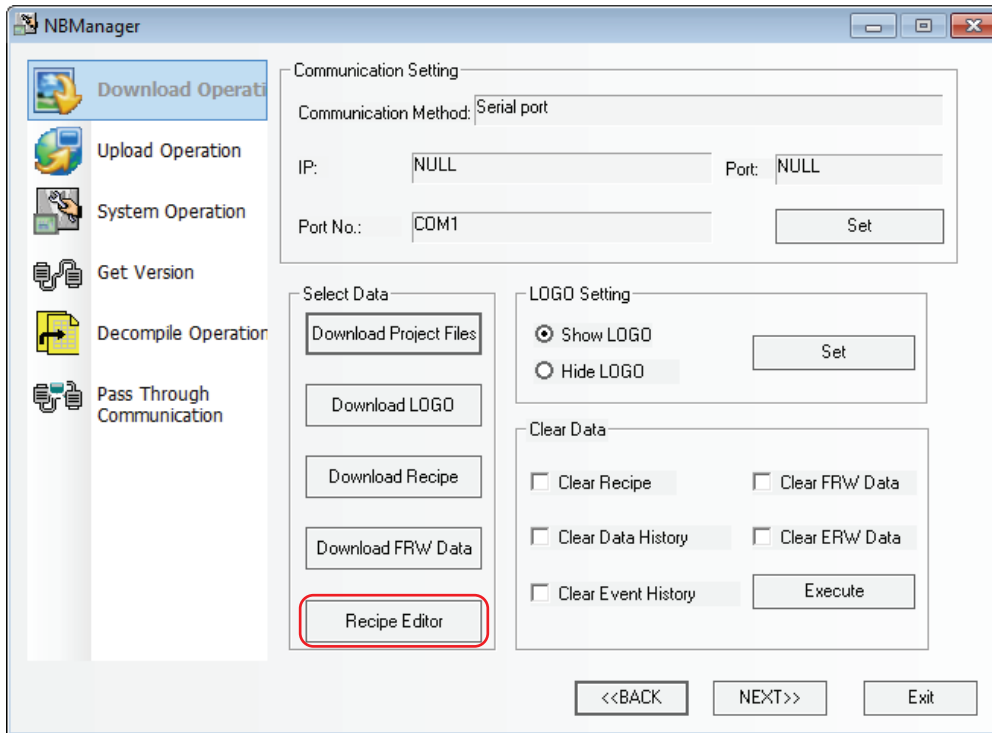 NBManager
Download Operati
Upload Operation
System Operation
Get Version
Decompile Operation
Pass Through
Communication
Communication Setting
Communication Method: Serial port
IP: NULL Port: NULL
Port No.: COM1 Set
Select Data
Download Project Files
Download LOGO
Download Recipe
Download FRW Data
Recipe Editor
LOGO Setting
Show LOGO
Hide LOGO
Set
Clear Data
Clear Recipe Clear FRW Data
Clear Data History Clear ERW Data
Clear Event History Execute
<<BACK NEXT>> Exit